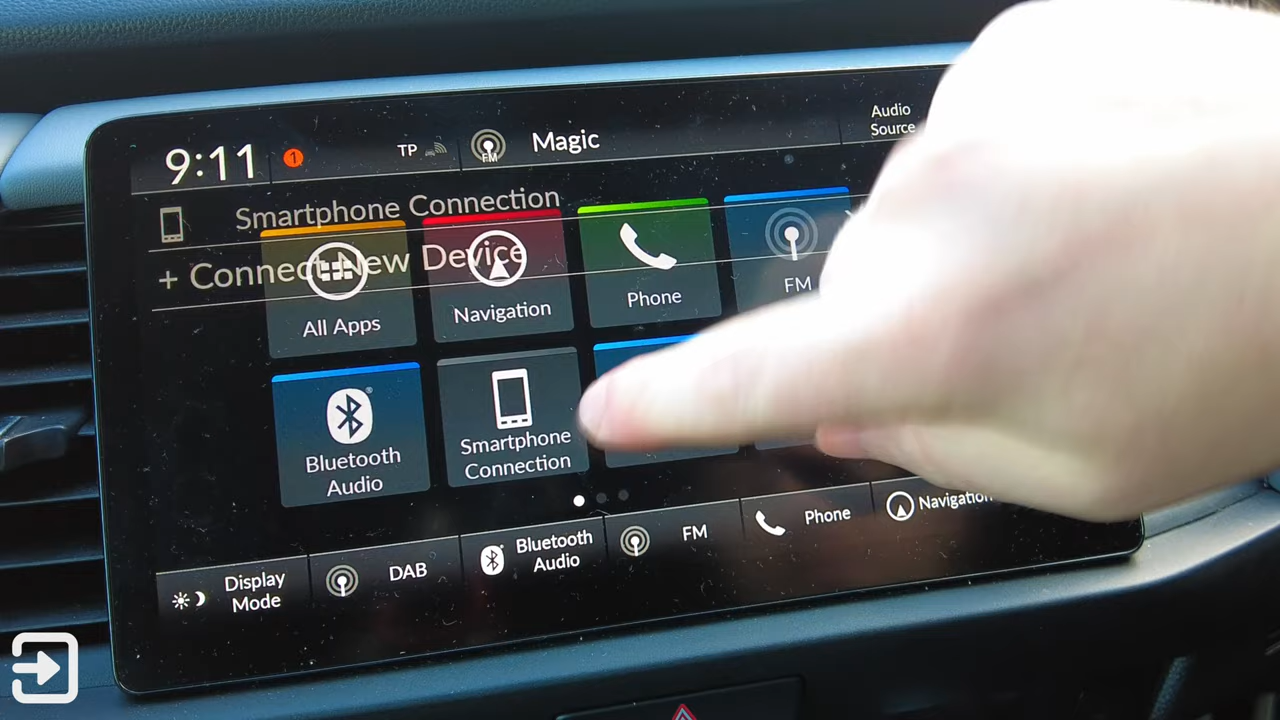 9:11
1
TP
FM
Magic
Audio
Source
Smartphone Connection
+ Connect New Device
All Apps
Navigation
Phone
FM
Bluetooth
Audio
Smartphone
Connection
Display
Mode
DAB
Bluetooth
Audio
FM
Phone
Navigation